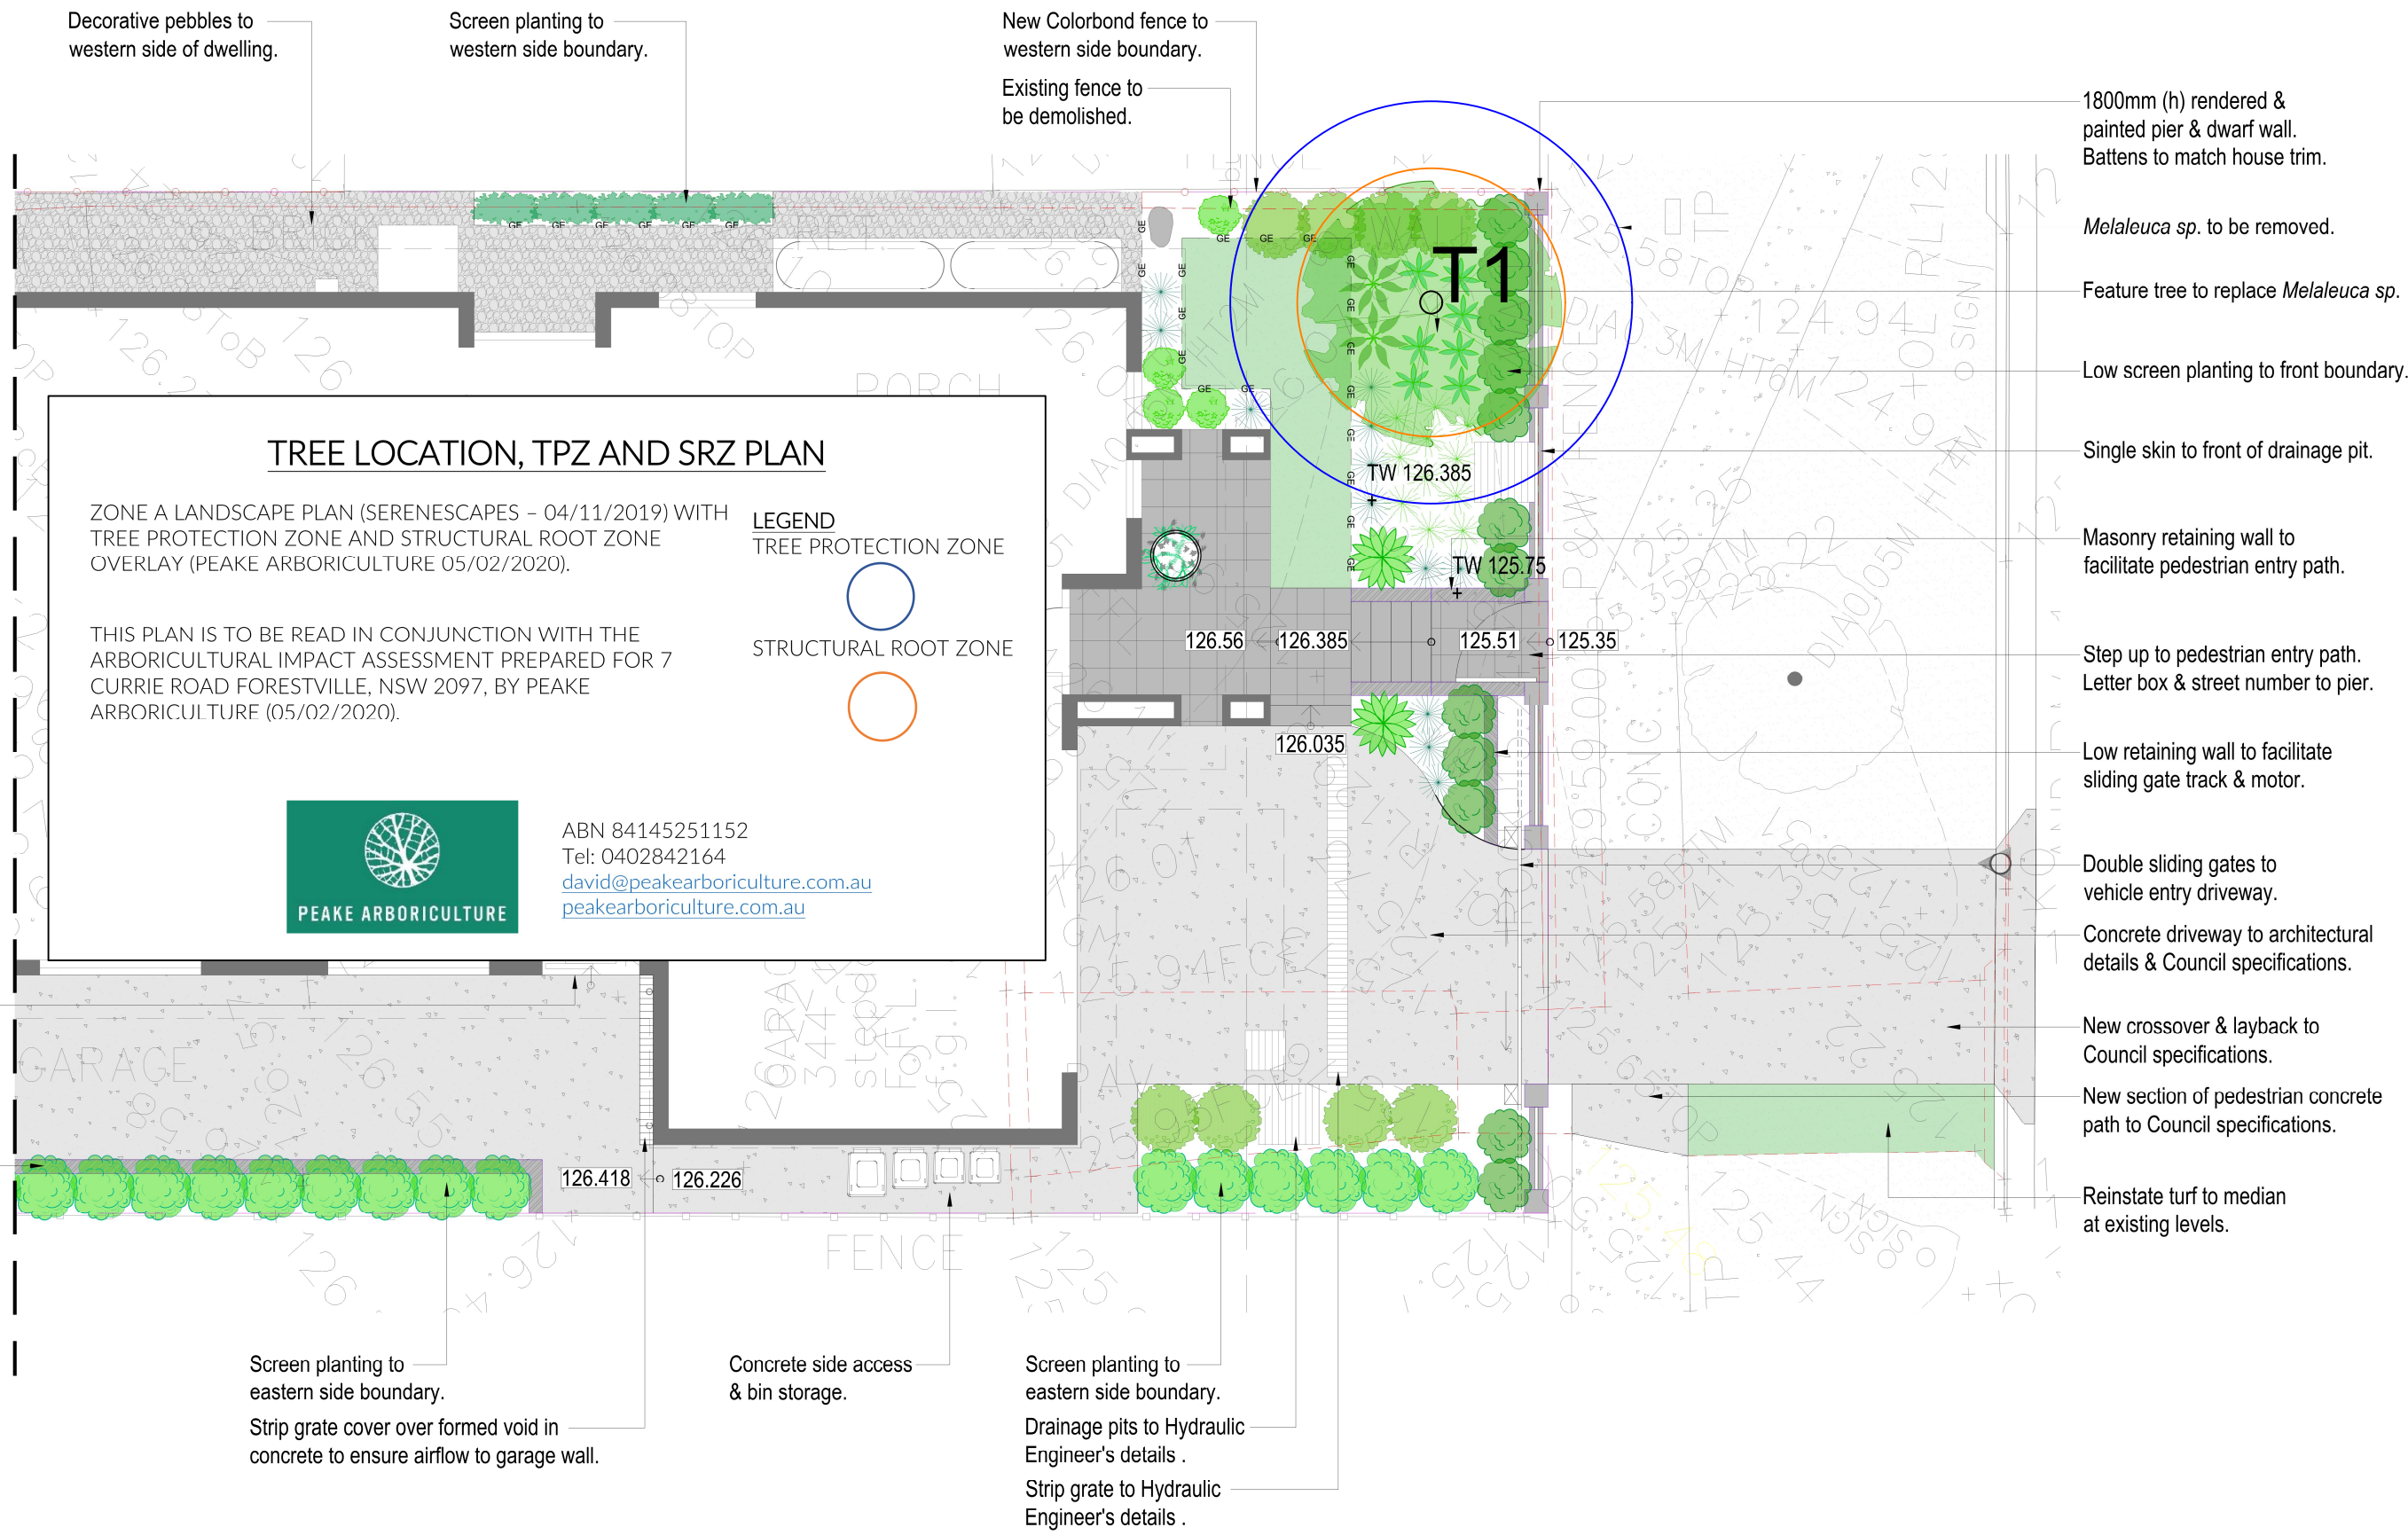 Decorative pebbles to
western side of dwelling.
Screen planting to
western side boundary.
New Colorbond fence to
western side boundary.
Existing fence to
be demolished.
1800mm (h) rendered &
painted pier & dwarf wall.
Battens to match house trim.
Melaleuca sp. to be removed.
Feature tree to replace Melaleuca sp.
Low screen planting to front boundary.
Single skin to front of drainage pit.
Masonry retaining wall to
facilitate pedestrian entry path.
Step up to pedestrian entry path.
Letter box & street number to pier.
Low retaining wall to facilitate
sliding gate track & motor.
Double sliding gates to
vehicle entry driveway.
Concrete driveway to architectural
details & Council specifications.
New crossover & layback to
Council specifications.
New section of pedestrian concrete
path to Council specifications.
Reinstate turf to median
at existing levels.
T1
TW 126.385
TW 125.75
126.56
126.385
125.51
125.35
126.035
PORCH
TREE LOCATION, TPZ AND SRZ PLAN
ZONE A LANDSCAPE PLAN (SERENESCAPES – 04/11/2019) WITH
TREE PROTECTION ZONE AND STRUCTURAL ROOT ZONE
OVERLAY (PEAKE ARBORICULTURE 05/02/2020).
THIS PLAN IS TO BE READ IN CONJUNCTION WITH THE
ARBORICULTURAL IMPACT ASSESSMENT PREPARED FOR 7
CURRIE ROAD FORESTVILLE, NSW 2097, BY PEAKE
ARBORICULTURE (05/02/2020).
LEGEND
TREE PROTECTION ZONE
STRUCTURAL ROOT ZONE
PEAKE ARBORICULTURE
ABN 84145251152
Tel: 0402842164
david@peakearboriculture.com.au
peakearboriculture.com.au
GARAGE
126.418
126.226
FENCE
Screen planting to
eastern side boundary.
Strip grate cover over formed void in
concrete to ensure airflow to garage wall.
Concrete side access
& bin storage.
Screen planting to
eastern side boundary.
Drainage pits to Hydraulic
Engineer's details .
Strip grate to Hydraulic
Engineer's details .